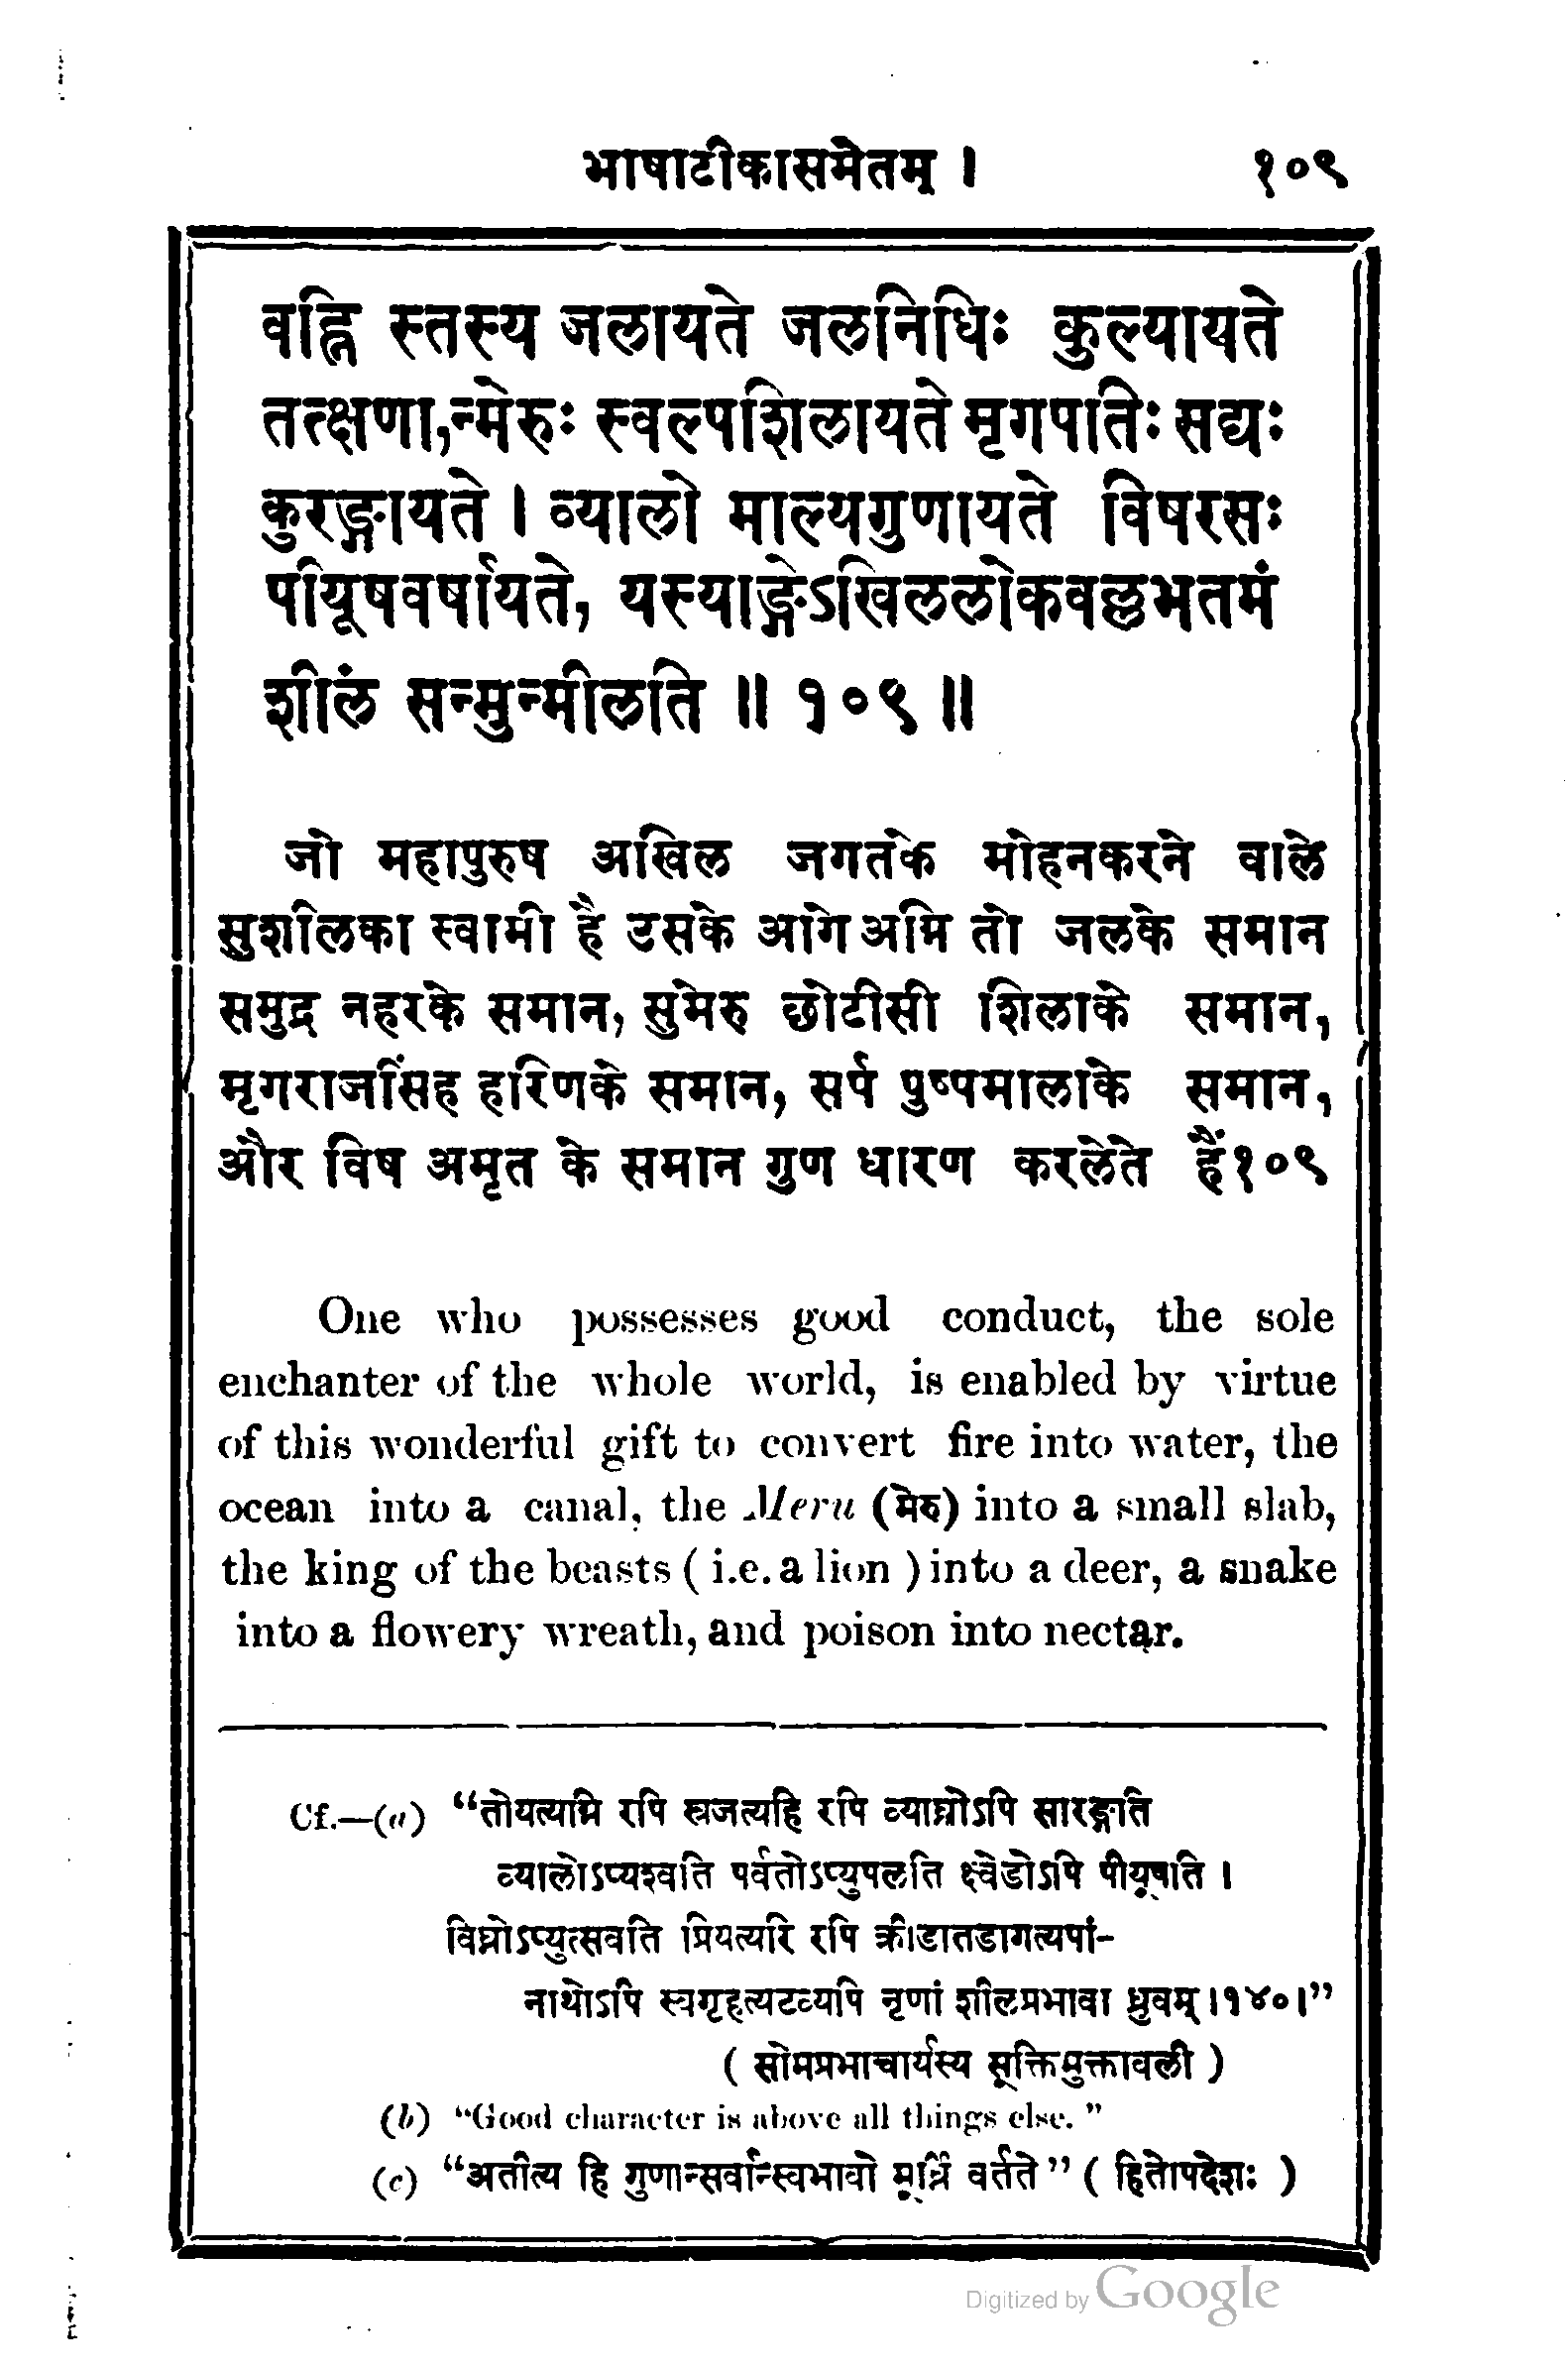 भाषाटीकासमेतम् । १०९
वह्नि स्तस्य जलायते जलनिधिः कुल्यायते
तत्क्षणा,न्मेरुः स्वल्पशिलायते मृगपतिः सद्यः
कुरङ्गायते । व्यालो माल्यगुणायते विषरसः
पीयूषवर्षायते, यस्याङ्गेऽखिललोकवल्लभतमं
शीलं सन्मुन्मीलति ॥ १०९ ॥
जो महापुरुष अखिल जगतके मोहनकरने वाले
सुशीलका स्वामी है उसके आगे अग्नि तो जलके समान
समुद्र नहरके समान, सुमेरु छोटीसी शिलाके समान,
मृगराजसिंह हरिणके समान, सर्प पुष्पमालाके समान,
और विष अमृत के समान गुण धारण करलेते हैं१०९
One who possesses good conduct, the sole
enchanter of the whole world, is enabled by virtue
of this wonderful gift to convert fire into water, the
ocean into a canal, the Meru (मेरु) into a small slab,
the king of the beasts ( i.e. a lion ) into a deer, a snake
into a flowery wreath, and poison into nectar.
Cf.—(a) “तोयत्यग्नि रपि स्रजत्यहि रपि व्याघ्रोऽपि सारङ्गति
व्यालोऽप्यश्वति पर्वतोऽप्युपलति क्ष्वेडोऽपि पीयूषति ।
विघ्नोऽप्युत्सवति प्रियत्यरि रपि क्रीडातडागत्यपां-
नाथोऽपि स्वगृहत्यटव्यपि नृणां शीलप्रभावा ध्रुवम् ।१४०।”
( सोमप्रभाचार्यस्य सूक्तिमुक्तावली )
(b) “Good character is above all things else. ”
(c) “अतीत्य हि गुणान्सर्वान्स्वभावो मूर्ध्नि वर्तते” ( हितोपदेशः )
Digitized by Google